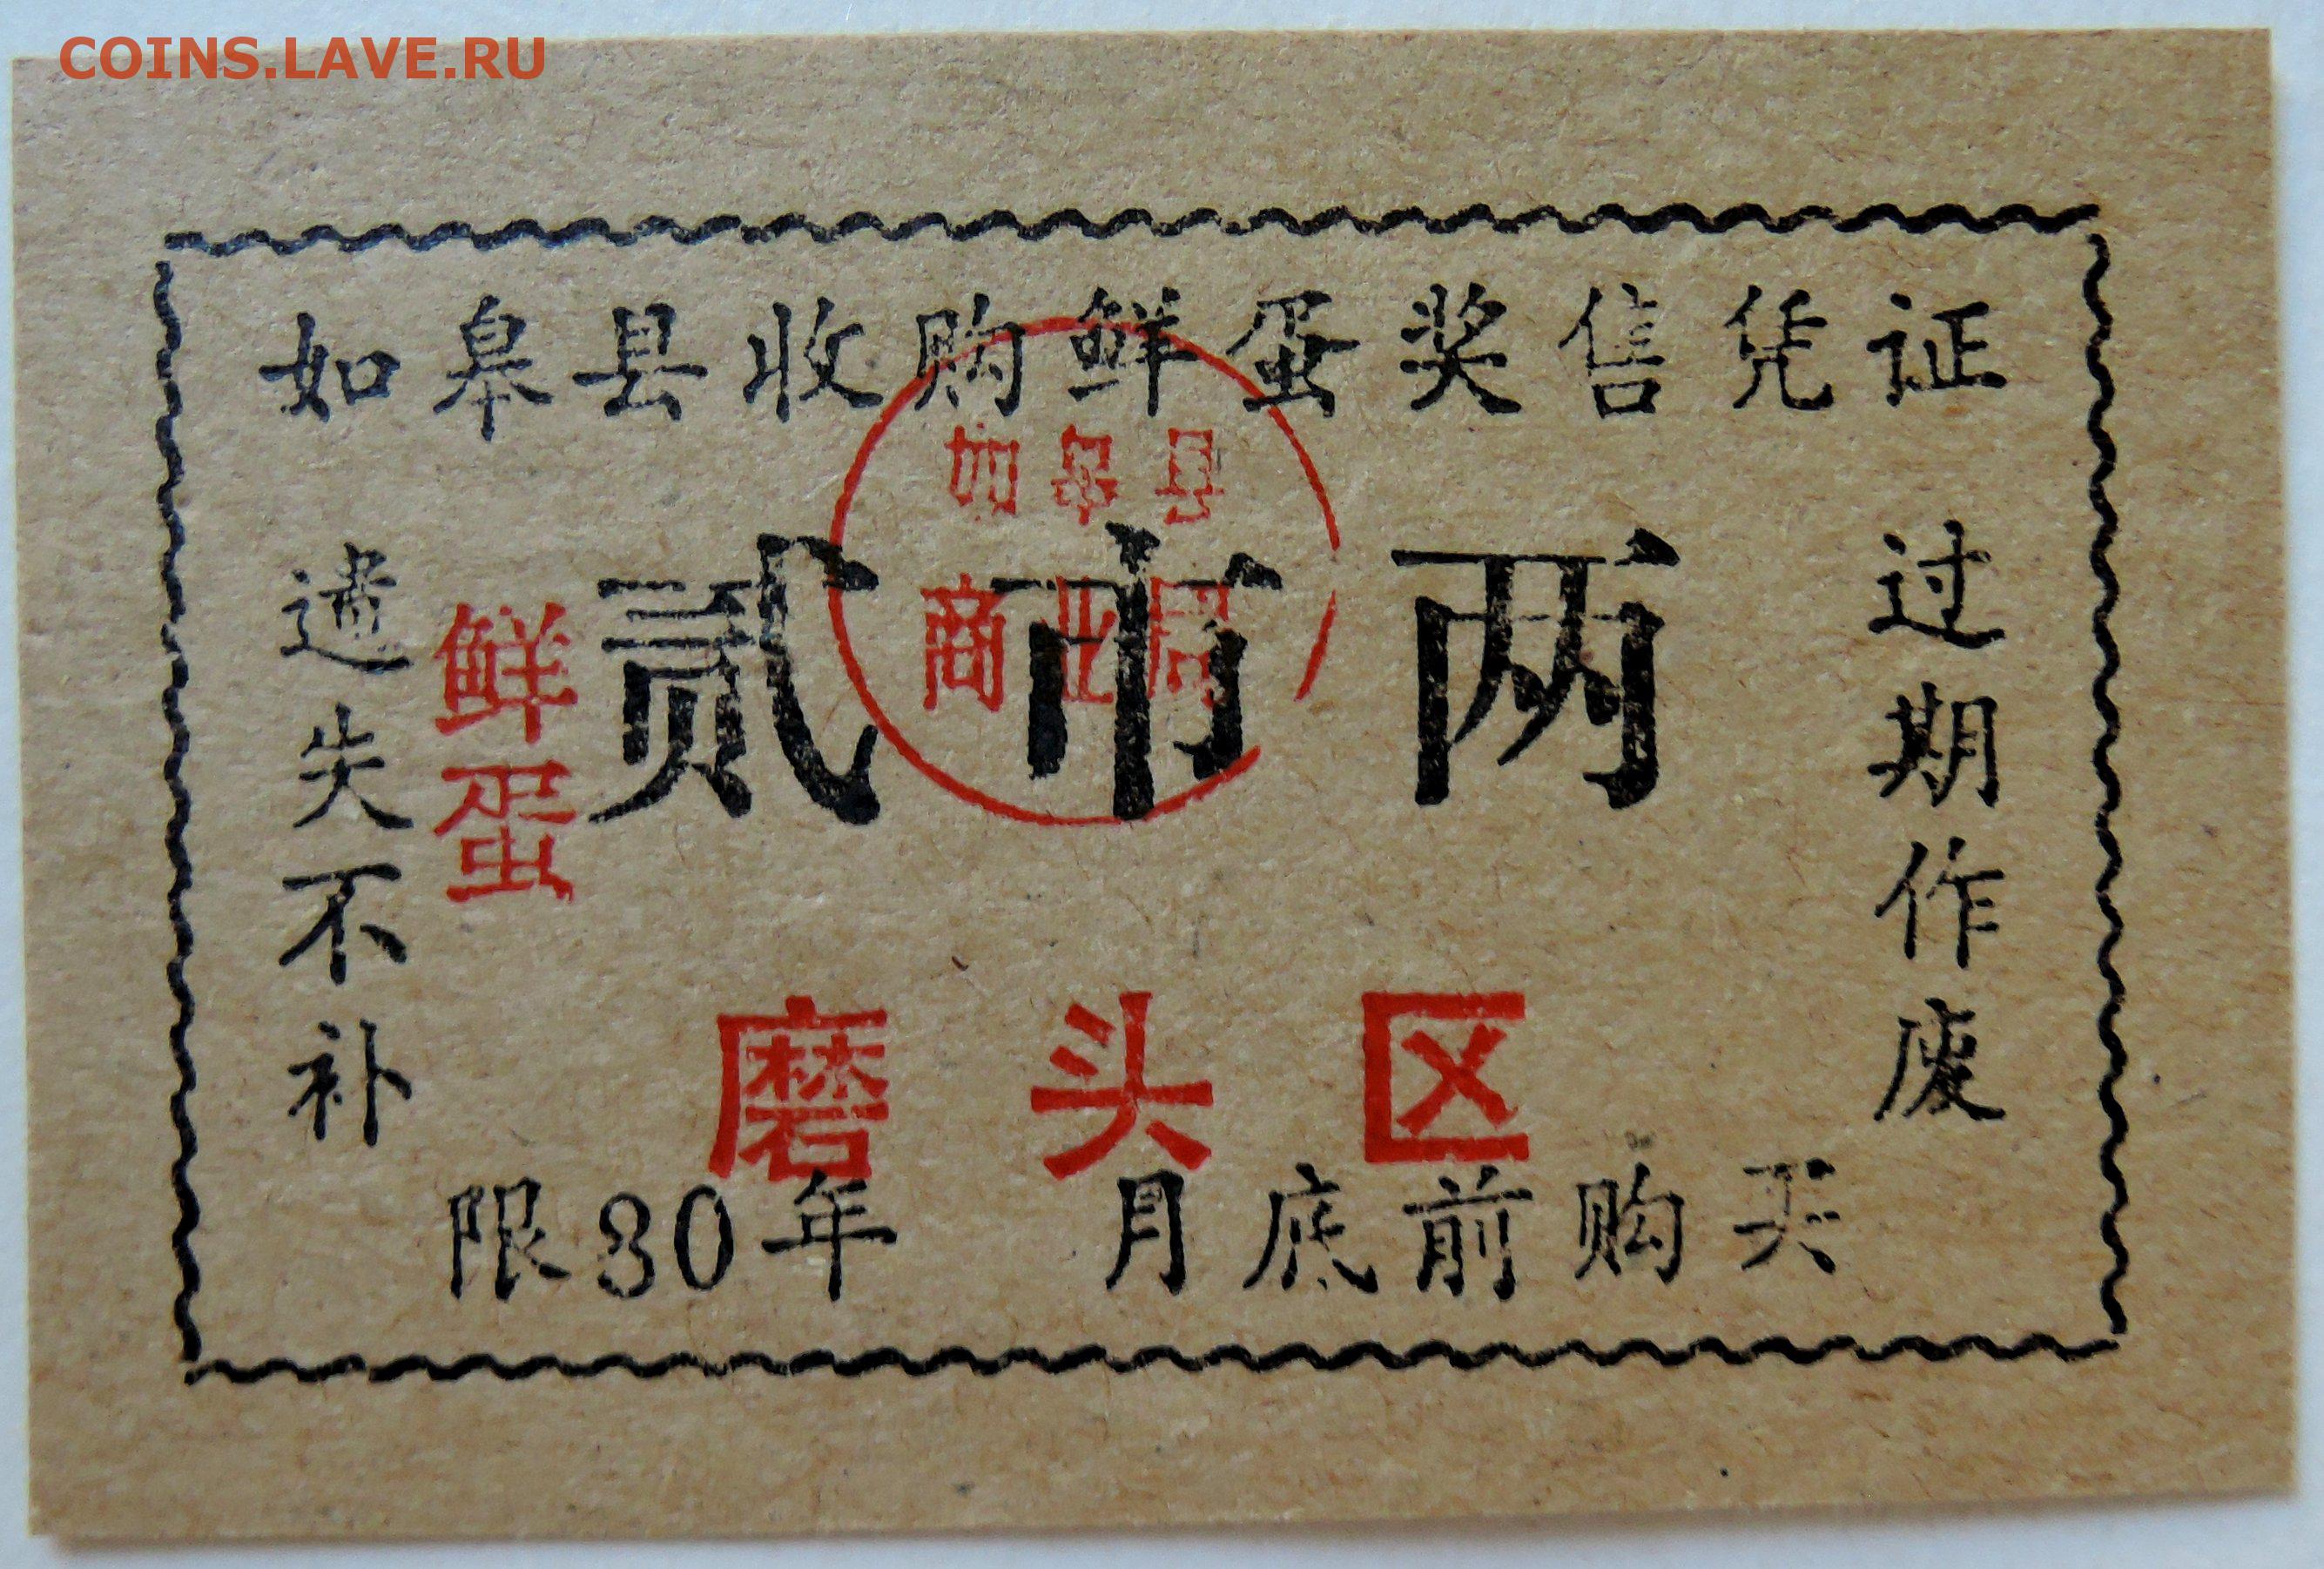 COINS.LAVE.RU
如皋县收购鲜蛋奖售凭证
如皋县
商业局
贰市两
鲜蛋
遗失不补
过期作废
磨头区
限80年 月底前购买